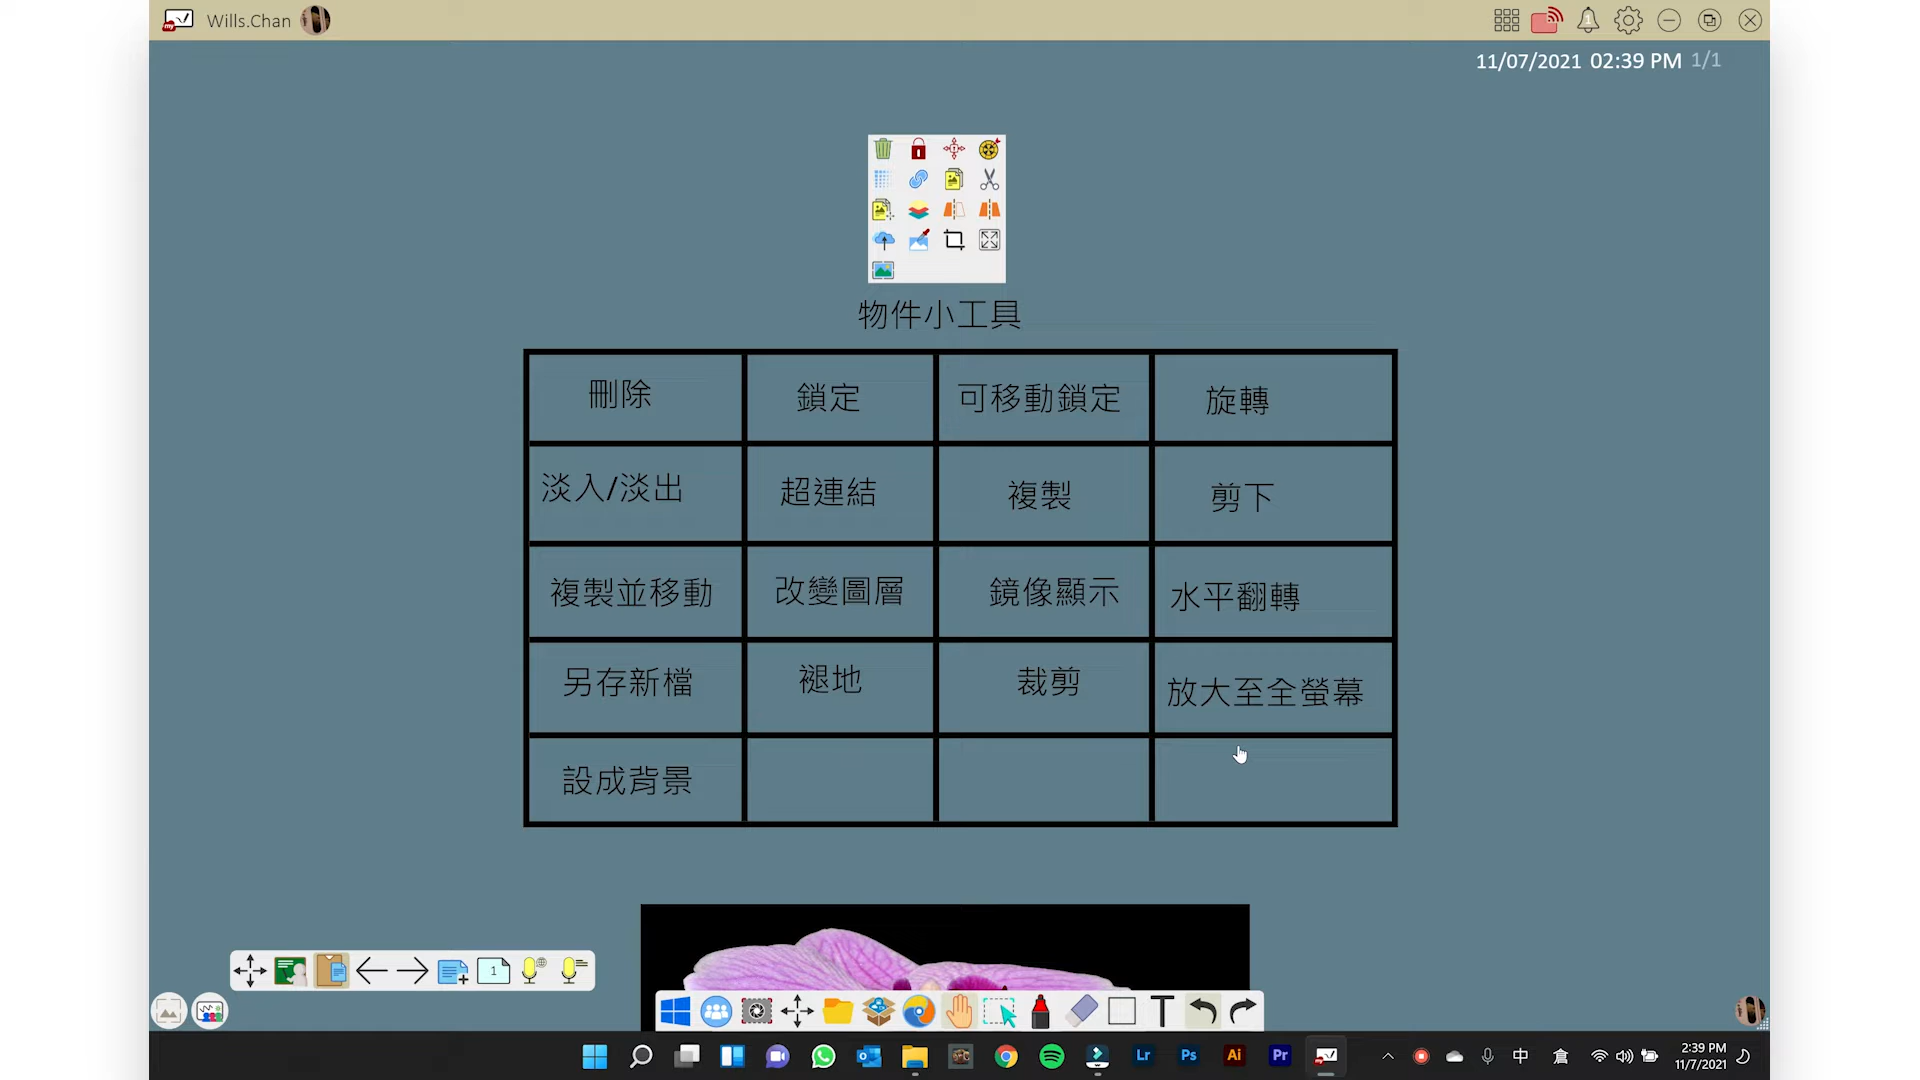 Wills.Chan
11/07/2021 02:39 PM 1/1
物件小工具
刪除 鎖定 可移動鎖定 旋轉
淡入/淡出 超連結 複製 剪下
複製並移動 改變圖層 鏡像顯示 水平翻轉
另存新檔 褪地 裁剪 放大至全螢幕
設成背景
1
T
Lr Ps Ai Pr 中 倉 2:39 PM
11/7/2021